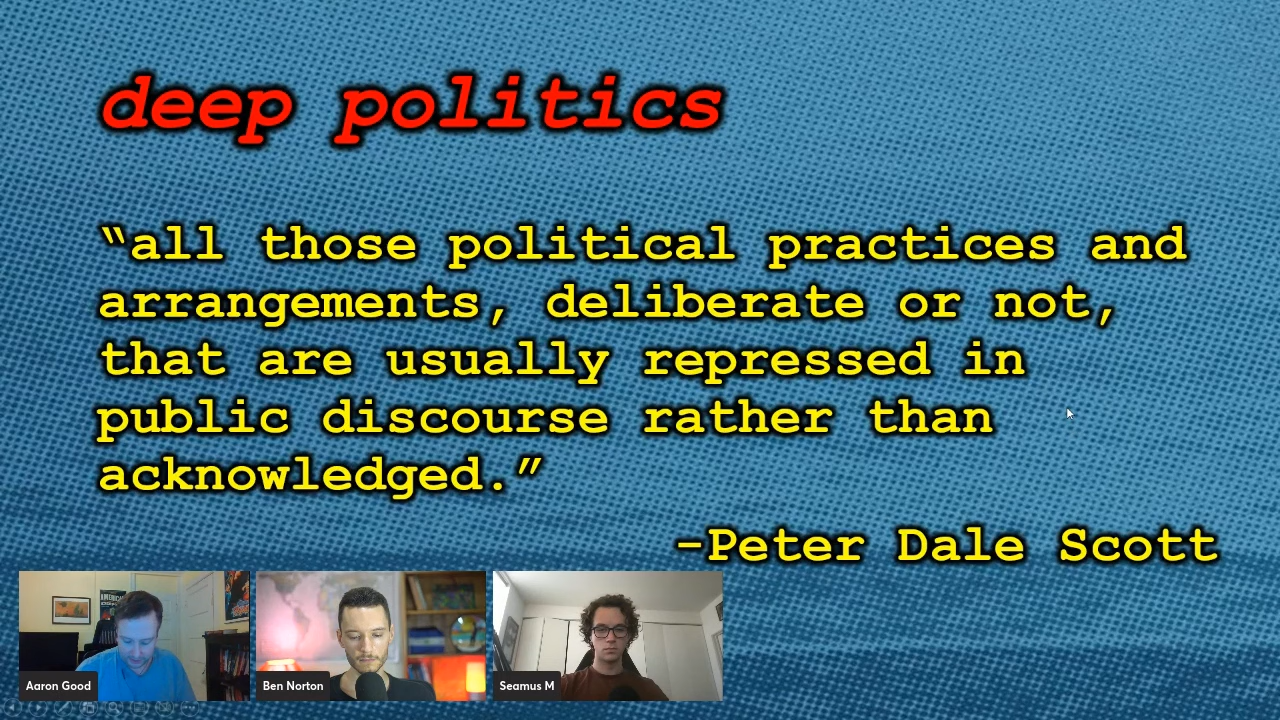 deep politics
“all those political practices and
arrangements, deliberate or not,
that are usually repressed in
public discourse rather than
acknowledged.”
-Peter Dale Scott
Aaron Good
Ben Norton
Seamus M